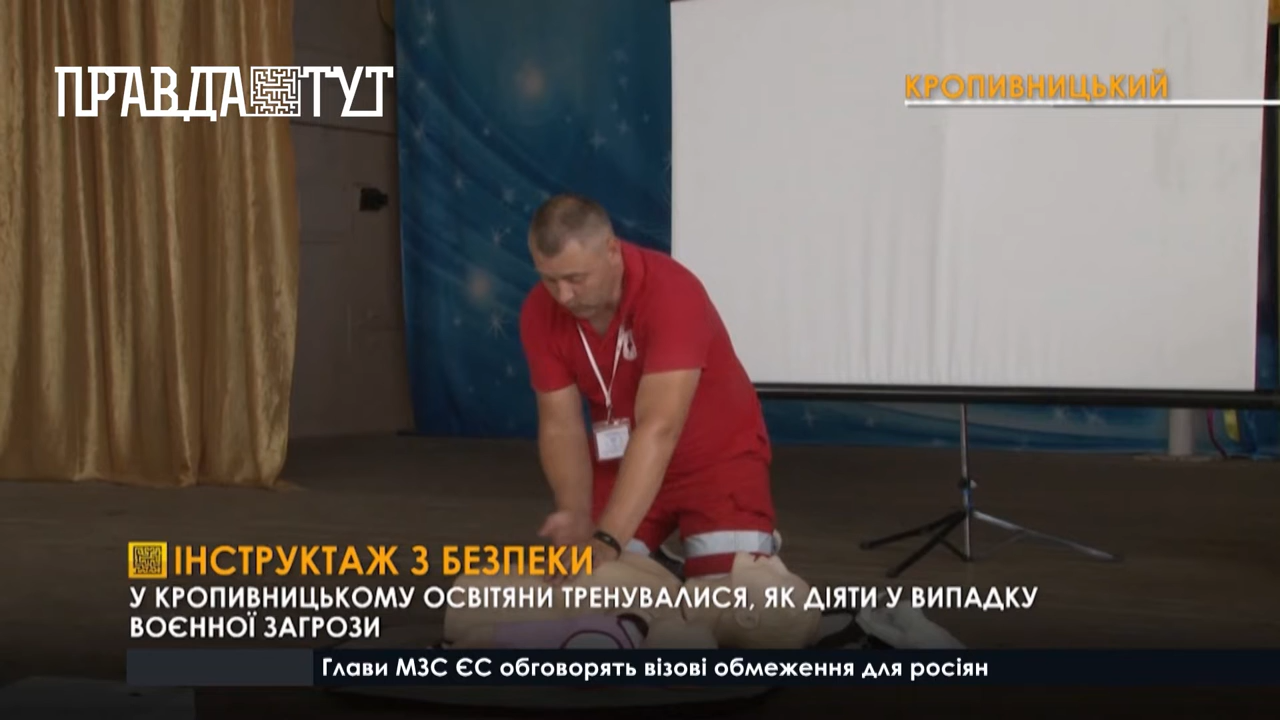 ПРАВДА ТУТ
КРОПИВНИЦЬКИЙ
ІНСТРУКТАЖ З БЕЗПЕКИ
У КРОПИВНИЦЬКОМУ ОСВІТЯНИ ТРЕНУВАЛИСЯ, ЯК ДІЯТИ У ВИПАДКУ
ВОЄННОЇ ЗАГРОЗИ
Глави МЗС ЄС обговорять візові обмеження для росіян